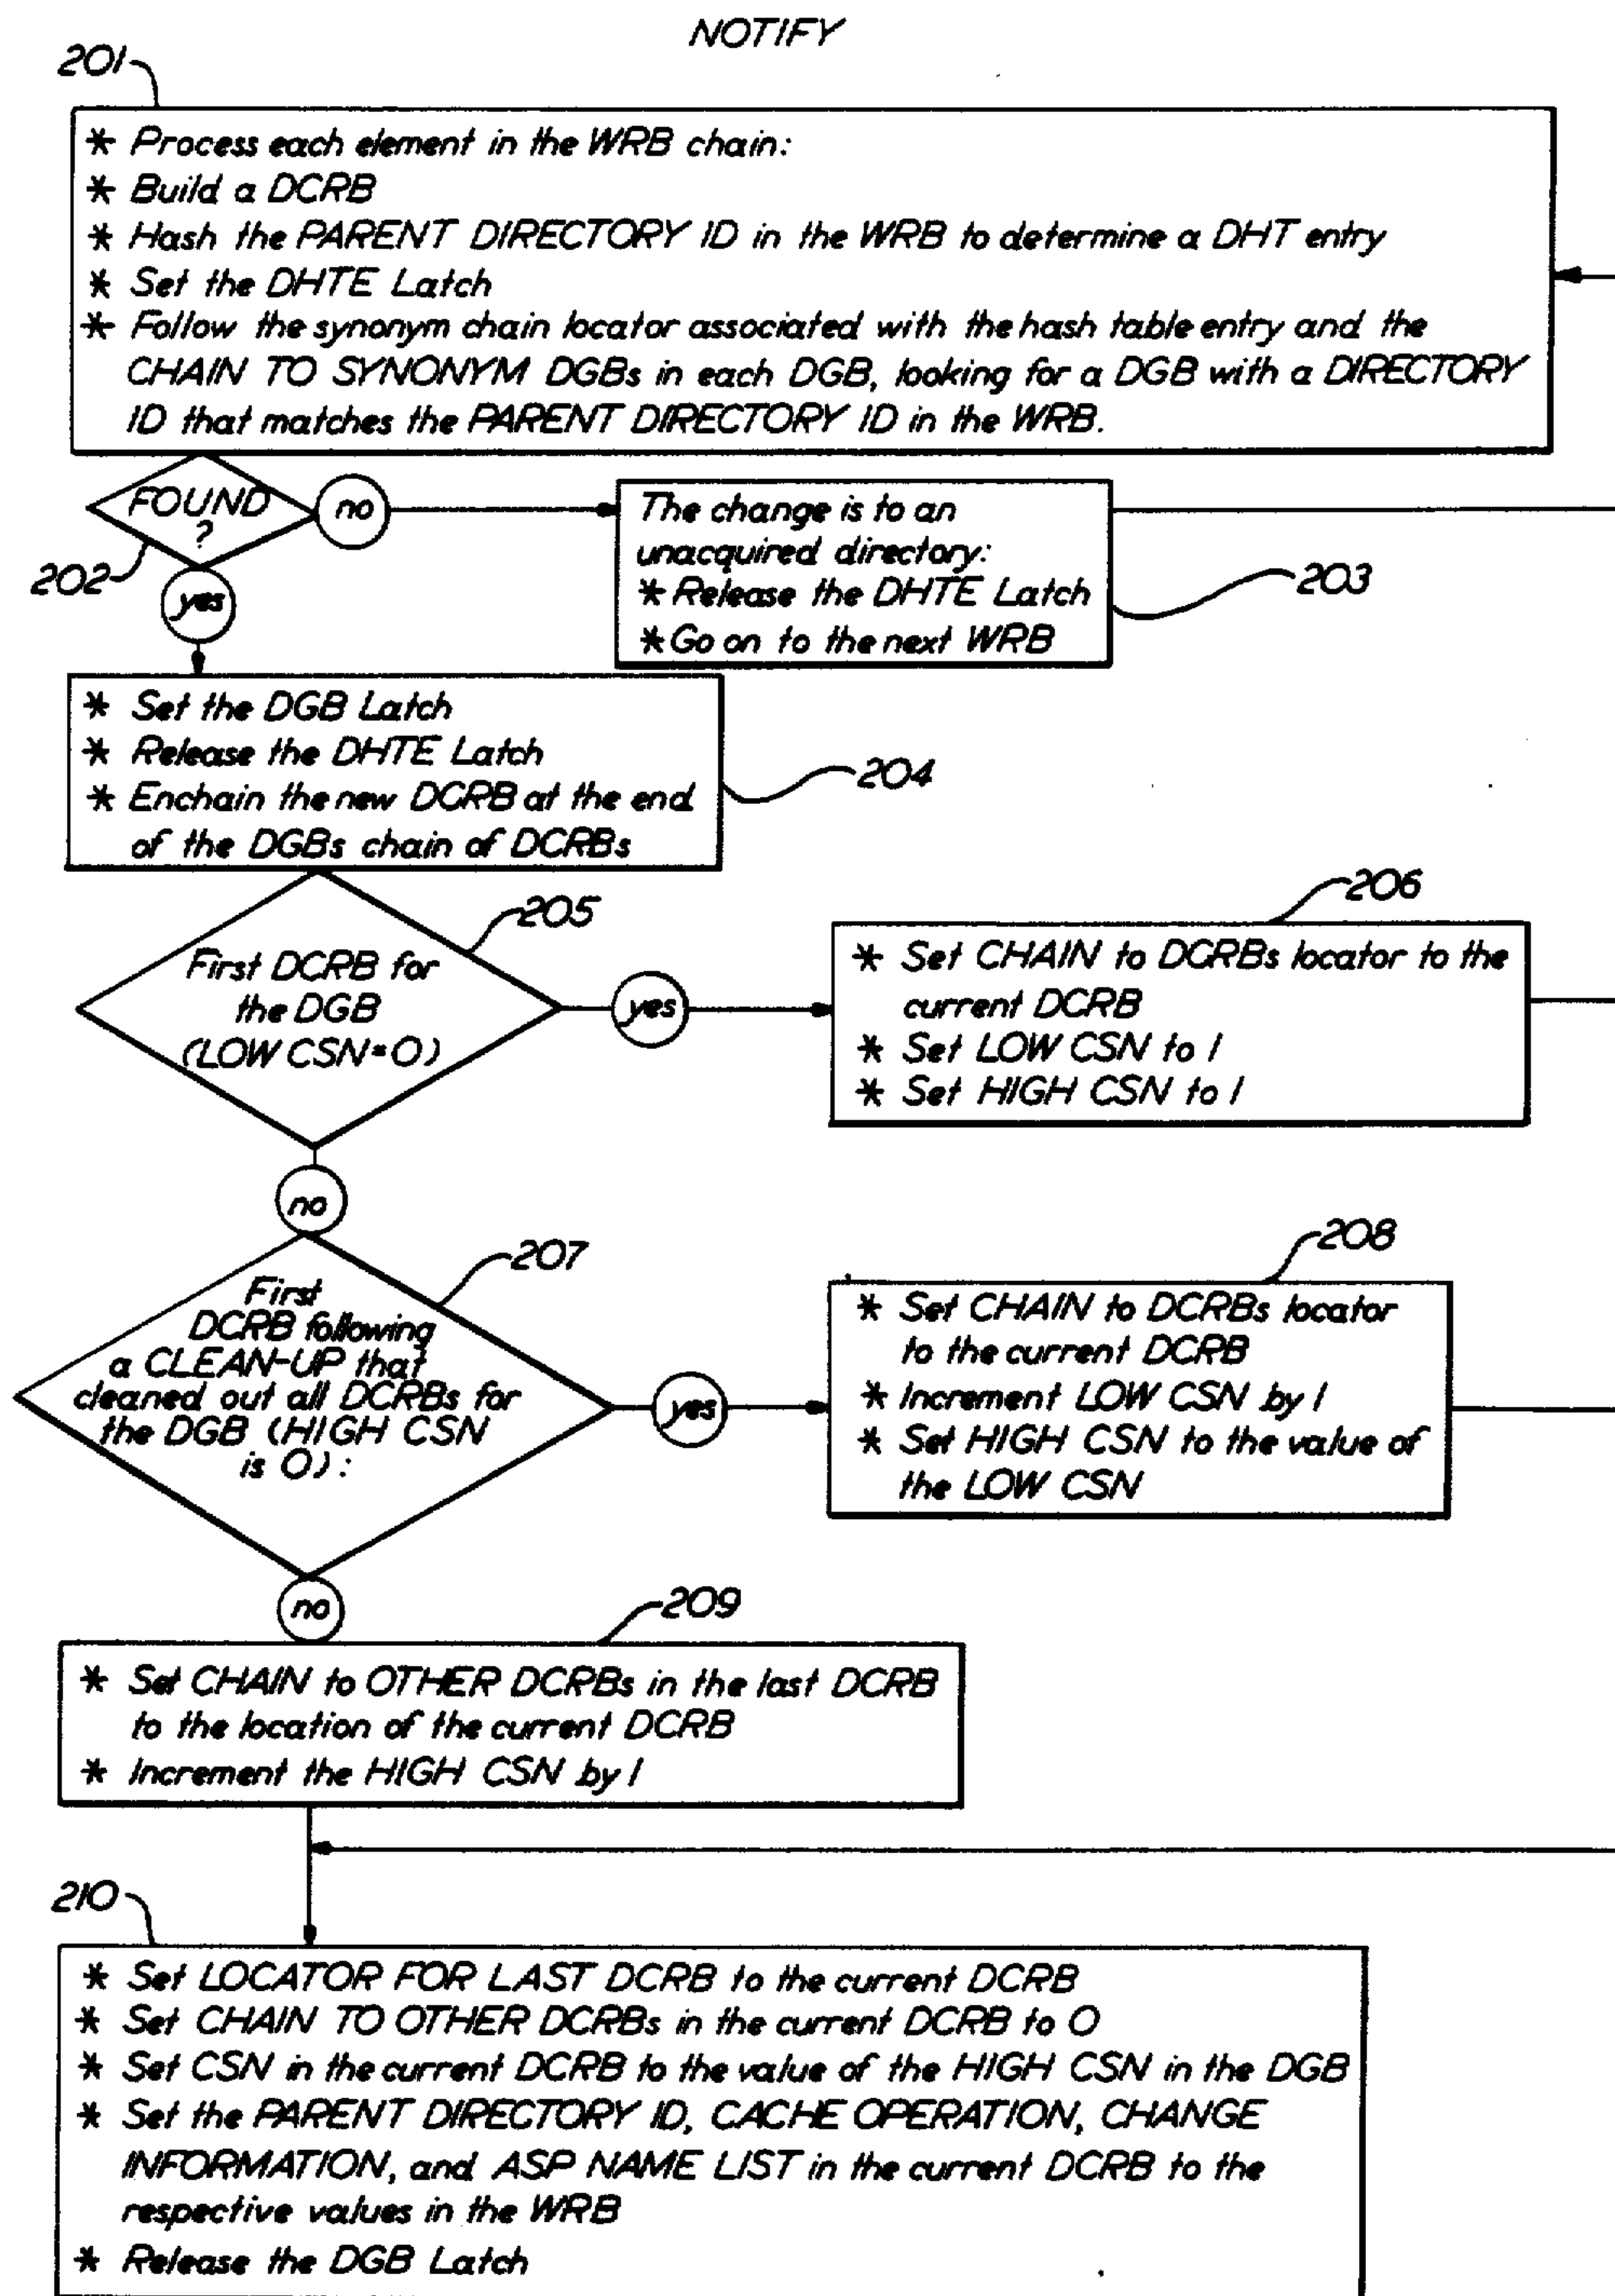 NOTIFY
201
* Process each element in the WRB chain:
* Build a DCRB
* Hash the PARENT DIRECTORY ID in the WRB to determine a DHT entry
* Set the DHTE Latch
* Follow the synonym chain locator associated with the hash table entry and the
CHAIN TO SYNONYM DGBs in each DGB, looking for a DGB with a DIRECTORY
ID that matches the PARENT DIRECTORY ID in the WRB.
FOUND
?
no
202
yes
The change is to an
unacquired directory:
* Release the DHTE Latch
* Go on to the next WRB
203
* Set the DGB Latch
* Release the DHTE Latch
* Enchain the new DCRB at the end
of the DGBs chain of DCRBs
204
205
First DCRB for
the DGB
(LOW CSN=0)
yes
206
* Set CHAIN to DCRBs locator to the
current DCRB
* Set LOW CSN to 1
* Set HIGH CSN to 1
no
207
First
DCRB following
a CLEAN-UP that
cleaned out all DCRBs for
the DGB (HIGH CSN
is 0):
yes
208
* Set CHAIN to DCRBs locator
to the current DCRB
* Increment LOW CSN by 1
* Set HIGH CSN to the value of
the LOW CSN
no
209
* Set CHAIN to OTHER DCRBs in the last DCRB
to the location of the current DCRB
* Increment the HIGH CSN by 1
210
* Set LOCATOR FOR LAST DCRB to the current DCRB
* Set CHAIN TO OTHER DCRBs in the current DCRB to 0
* Set CSN in the current DCRB to the value of the HIGH CSN in the DGB
* Set the PARENT DIRECTORY ID, CACHE OPERATION, CHANGE
INFORMATION, and ASP NAME LIST in the current DCRB to the
respective values in the WRB
* Release the DGB Latch